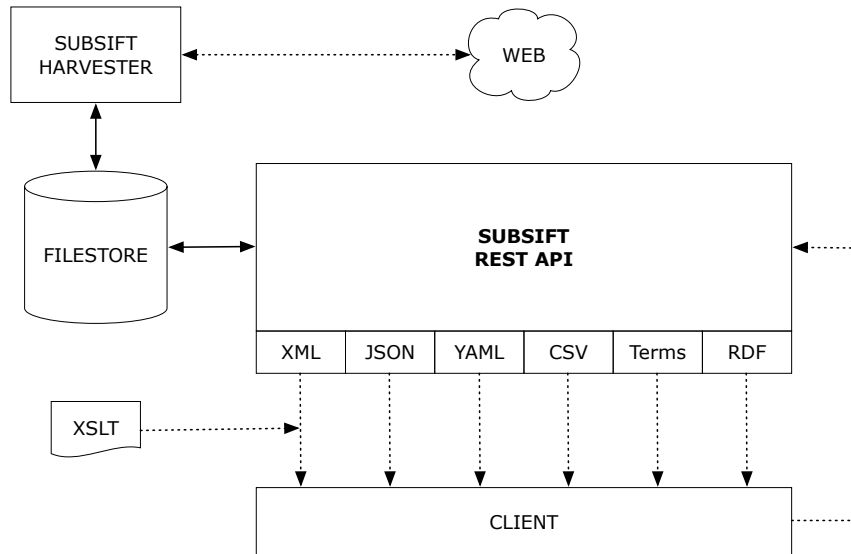 SUBSIFT
HARVESTER
WEB
FILESTORE
SUBSIFT
REST API
XML
JSON
YAML
CSV
Terms
RDF
XSLT
CLIENT